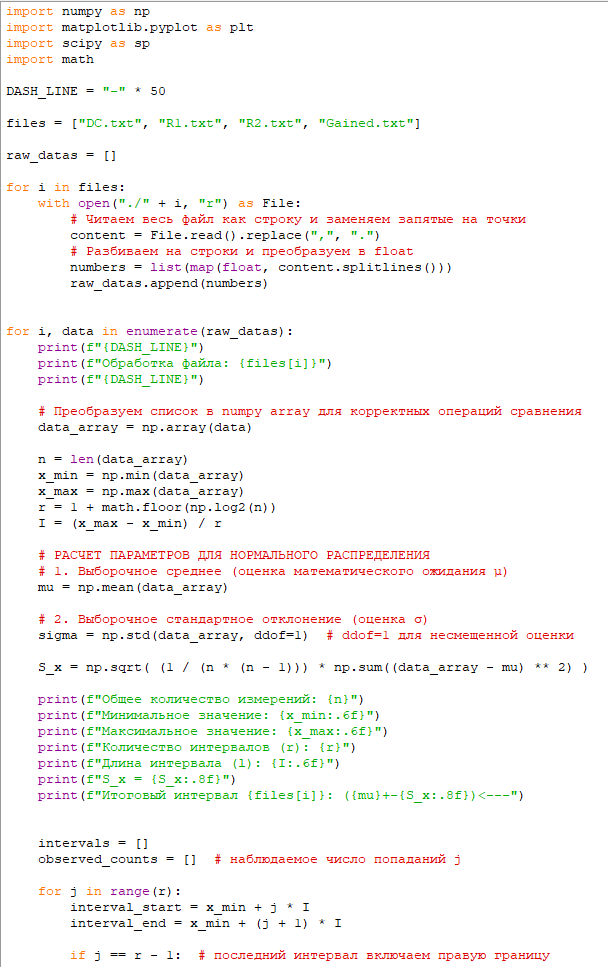 import numpy as np
import matplotlib.pyplot as plt
import scipy as sp
import math

DASH_LINE = "-" * 50

files = ["DC.txt", "R1.txt", "R2.txt", "Gained.txt"]

raw_datas = []

for i in files:
    with open("./" + i, "r") as File:
        # Читаем весь файл как строку и заменяем запятые на точки
        content = File.read().replace(",", ".")
        # Разбиваем на строки и преобразуем в float
        numbers = list(map(float, content.splitlines()))
        raw_datas.append(numbers)


for i, data in enumerate(raw_datas):
    print(f"{DASH_LINE}")
    print(f"Обработка файла: {files[i]}")
    print(f"{DASH_LINE}")

    # Преобразуем список в numpy array для корректных операций сравнения
    data_array = np.array(data)

    n = len(data_array)
    x_min = np.min(data_array)
    x_max = np.max(data_array)
    r = 1 + math.floor(np.log2(n))
    I = (x_max - x_min) / r

    # РАСЧЕТ ПАРАМЕТРОВ ДЛЯ НОРМАЛЬНОГО РАСПРЕДЕЛЕНИЯ
    # 1. Выборочное среднее (оценка математического ожидания μ)
    mu = np.mean(data_array)

    # 2. Выборочное стандартное отклонение (оценка σ)
    sigma = np.std(data_array, ddof=1)  # ddof=1 для несмещенной оценки

    S_x = np.sqrt( (1 / (n * (n - 1))) * np.sum((data_array - mu) ** 2) )

    print(f"Общее количество измерений: {n}")
    print(f"Минимальное значение: {x_min:.6f}")
    print(f"Максимальное значение: {x_max:.6f}")
    print(f"Количество интервалов (r): {r}")
    print(f"Длина интервала (l): {I:.6f}")
    print(f"S_x = {S_x:.8f}")
    print(f"Итоговый интервал {files[i]}: ({mu}+-{S_x:.8f})<---")


    intervals = []
    observed_counts = []  # наблюдаемое число попаданий j

    for j in range(r):
        interval_start = x_min + j * I
        interval_end = x_min + (j + 1) * I

        if j == r - 1:  # последний интервал включаем правую границу